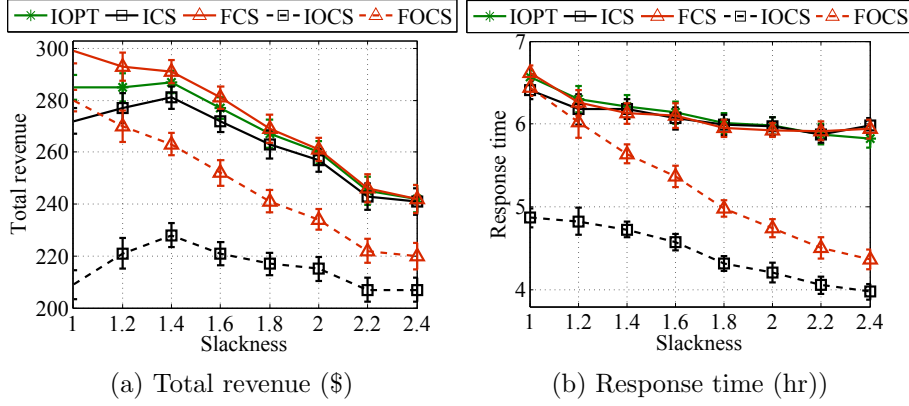 IOPT ICS FCS IOCS FOCS
300
280
260
240
220
200
Total revenue
1 1.2 1.4 1.6 1.8 2 2.2 2.4
Slackness
(a) Total revenue ($)
IOPT ICS FCS IOCS FOCS
7
6
5
4
Response time
1 1.2 1.4 1.6 1.8 2 2.2 2.4
Slackness
(b) Response time (hr))